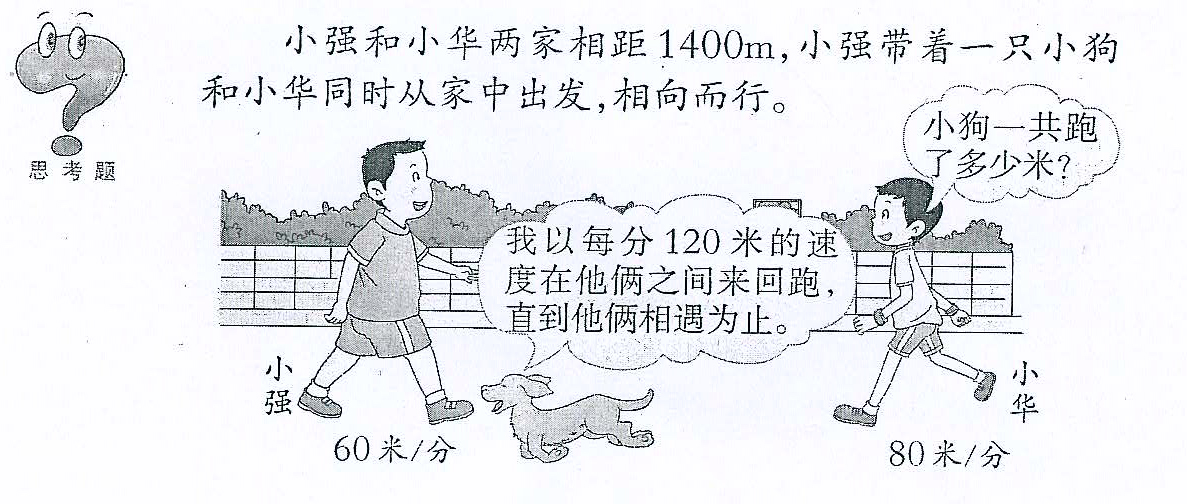 小强和小华两家相距1400m,小强带着一只小狗
和小华同时从家中出发,相向而行。
思考题
小狗一共跑
了多少米?
我以每分120米的速
度在他俩之间来回跑,
直到他俩相遇为止。
小强
小华
60米/分
80米/分